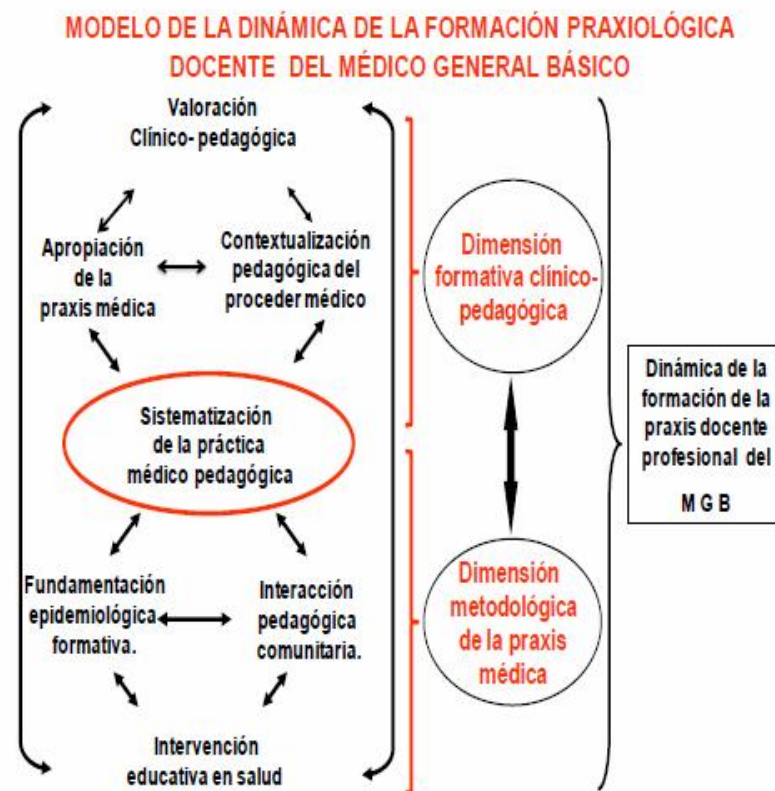 MODELO DE LA DINÁMICA DE LA FORMACIÓN PRAXIOLÓGICA
DOCENTE DEL MÉDICO GENERAL BÁSICO
Valoración
Clínico- pedagógica
Apropiación
de la
praxis médica
Contextualización
pedagógica del
proceder médico
Sistematización
de la práctica
médico pedagógica
Fundamentación
epidemiológica
formativa.
Interacción
pedagógica
comunitaria.
Intervención
educativa en salud
Dimensión
formativa clínico-
pedagógica
Dimensión
metodológica
de la praxis
médica
Dinámica de la
formación de la
praxis docente
profesional del
M G B